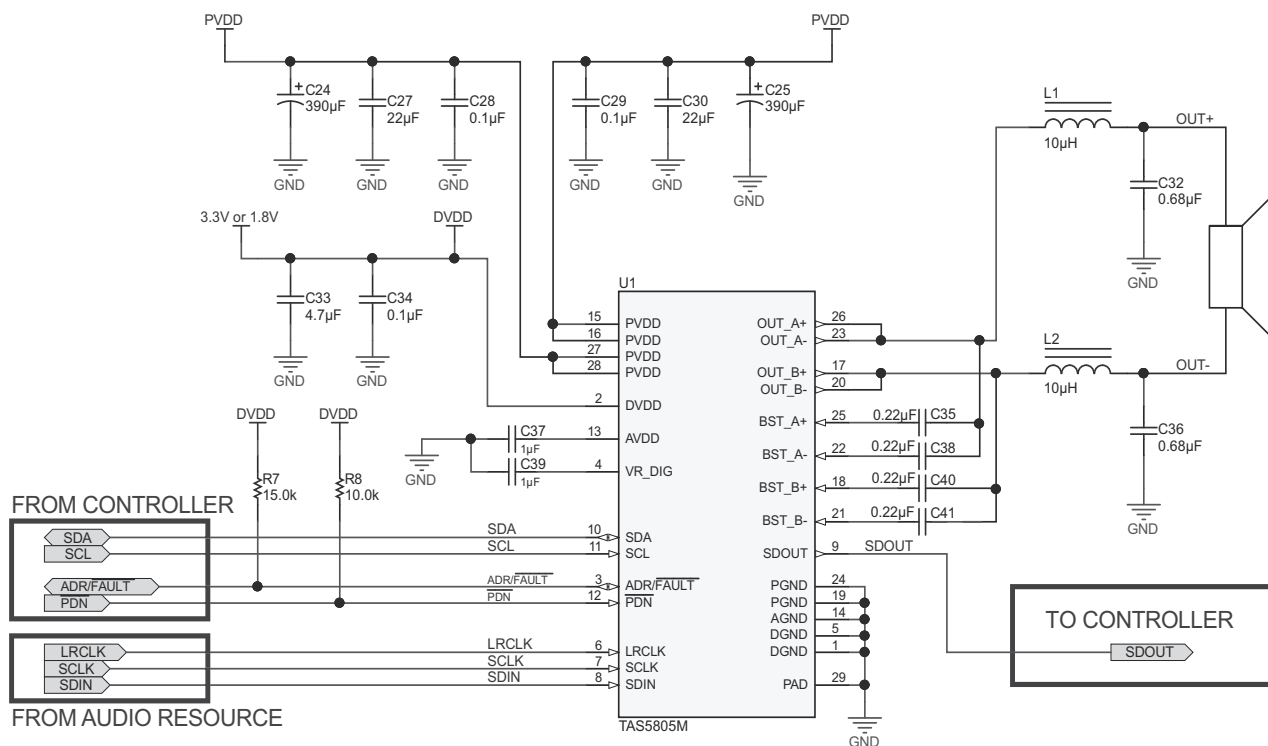 PVDD
PVDD
C24
390µF
C27
22µF
C28
0.1µF
C29
0.1µF
C30
22µF
C25
390µF
GND
GND
GND
GND
GND
GND
L1
10µH
OUT+
C32
0.68µF
GND
3.3V or 1.8V
DVDD
C33
4.7µF
C34
0.1µF
GND
GND
U1
15 PVDD
16 PVDD
27 PVDD
28 PVDD
2 DVDD
13 AVDD
4 VR_DIG
10 SDA
11 SCL
3 ADR/FAULT
12 PDN
6 LRCLK
7 SCLK
8 SDIN
OUT_A+ 26
OUT_A- 23
OUT_B+ 17
OUT_B- 20
BST_A+ 25
BST_A- 22
BST_B+ 18
BST_B- 21
SDOUT 9
PGND 24
PGND 19
AGND 14
DGND 5
DGND 1
PAD 29
TAS5805M
GND
L2
10µH
OUT-
C36
0.68µF
GND
0.22µF C35
0.22µF C38
0.22µF C40
0.22µF C41
SDOUT
DVDD
DVDD
R7
15.0k
R8
10.0k
GND
C37
1µF
C39
1µF
FROM CONTROLLER
SDA
SCL
ADR/FAULT
PDN
SDA
SCL
ADR/FAULT
PDN
LRCLK
SCLK
SDIN
LRCLK
SCLK
SDIN
FROM AUDIO RESOURCE
TO CONTROLLER
SDOUT